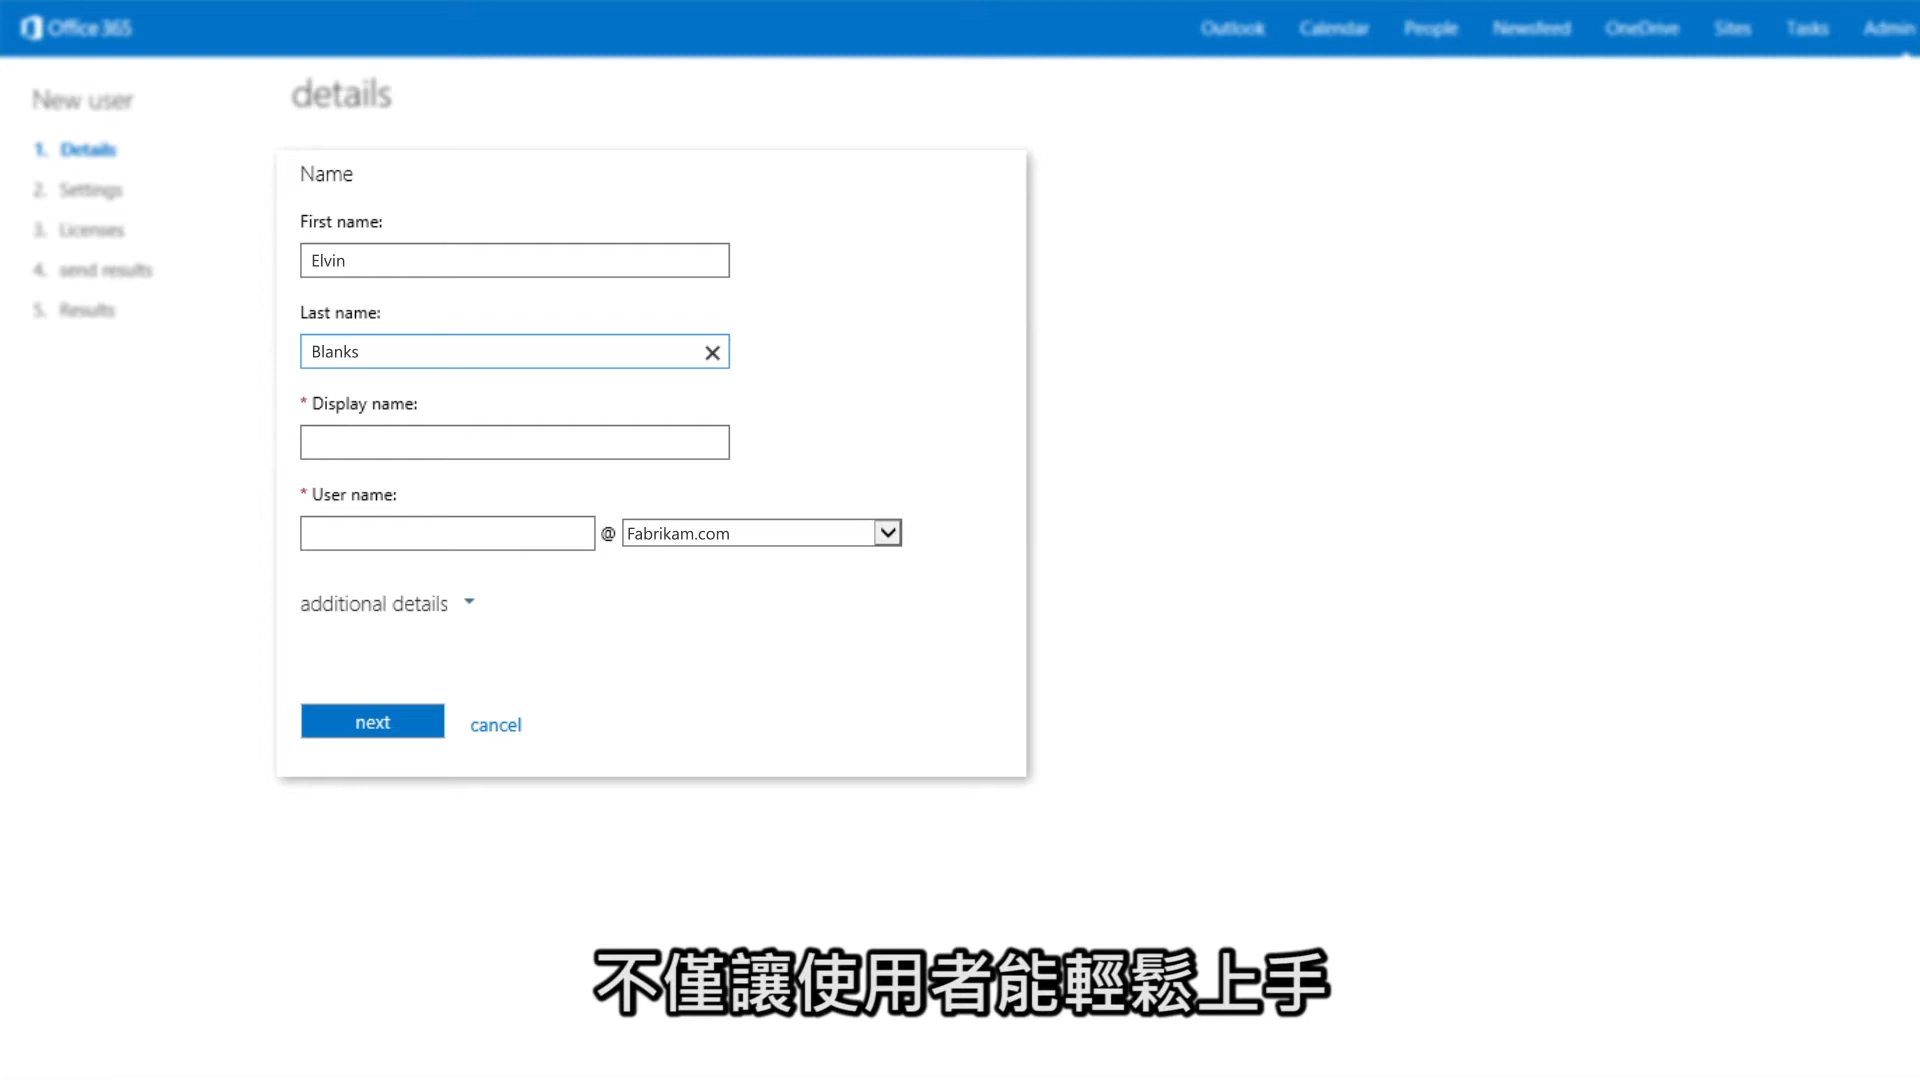 Office 365
Outlook Calendar People Newsfeed OneDrive Sites Tasks Admin
New user
1. Details
2. Settings
3. Licenses
4. send results
5. Results
details
Name
First name:
Elvin
Last name:
Blanks
* Display name:
* User name:
@ Fabrikam.com
additional details
next cancel
不僅讓使用者能輕鬆上手